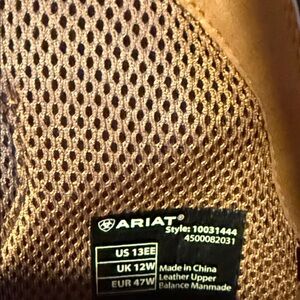 ARIAT®
Style: 10031444
4500082031
US 13EE
UK 12W
EUR 47W
Made in China
Leather Upper
Balance Manmade